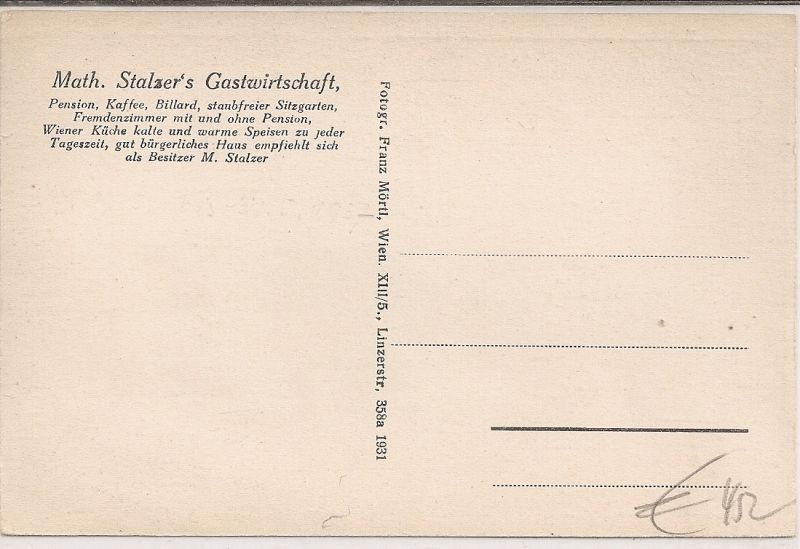 Math. Stalzer's Gastwirtschaft,
Pension, Kaffee, Billard, staubfreier Sitzgarten,
Fremdenzimmer mit und ohne Pension,
Wiener Küche kalte und warme Speisen zu jeder
Tageszeit, gut bürgerliches Haus empfiehlt sich
als Besitzer M. Stalzer
Fotogr. Franz Mörtl, Wien. XIII/5., Linzerstr, 358a 1931
€